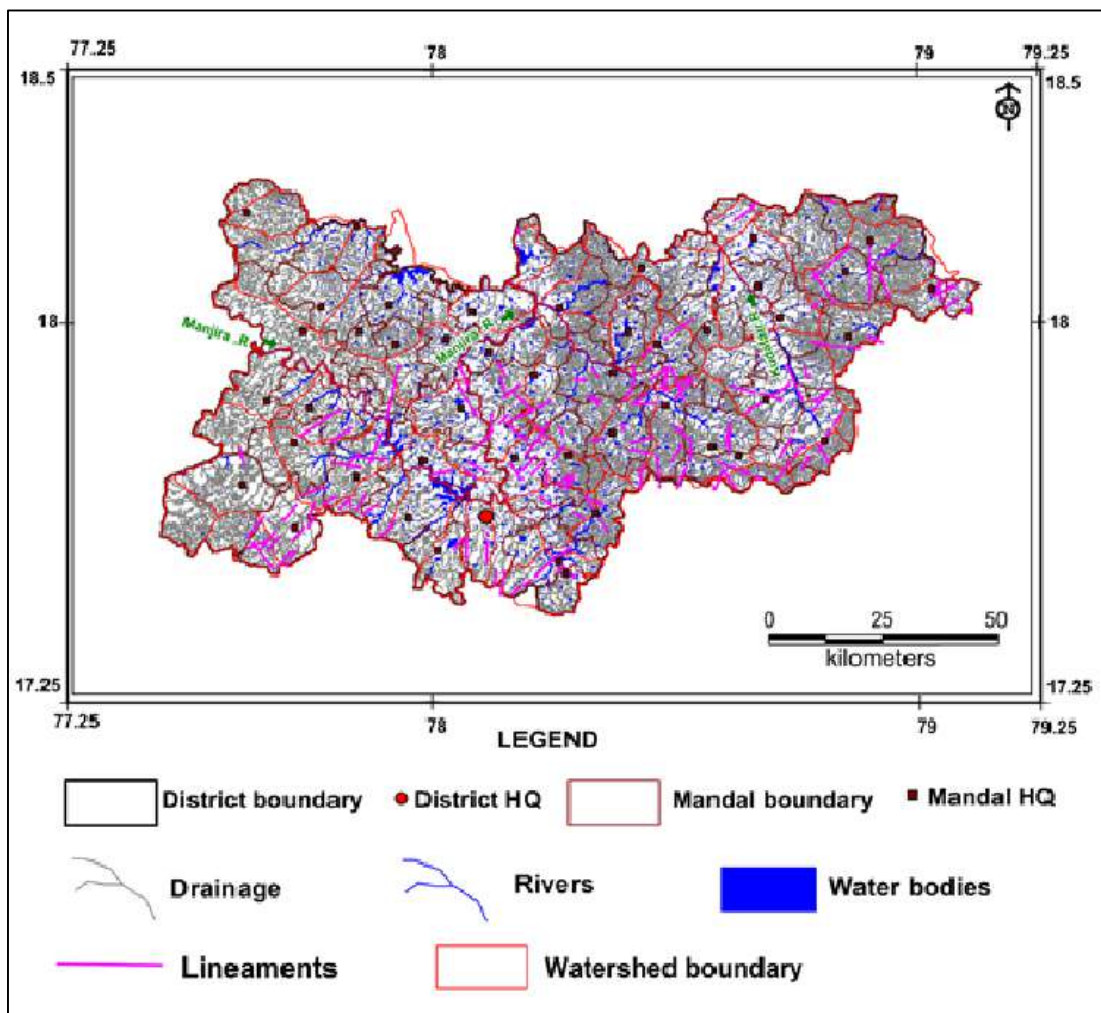 77..25 78 79 79.25
18.5 18.5
N
18 18
Manjira .R
Manjira .R
0 25 50
kilometers
17.25 17.25
77.25 78 79 79.25
LEGEND
District boundary District HQ Mandal boundary Mandal HQ
Drainage Rivers Water bodies
Lineaments Watershed boundary